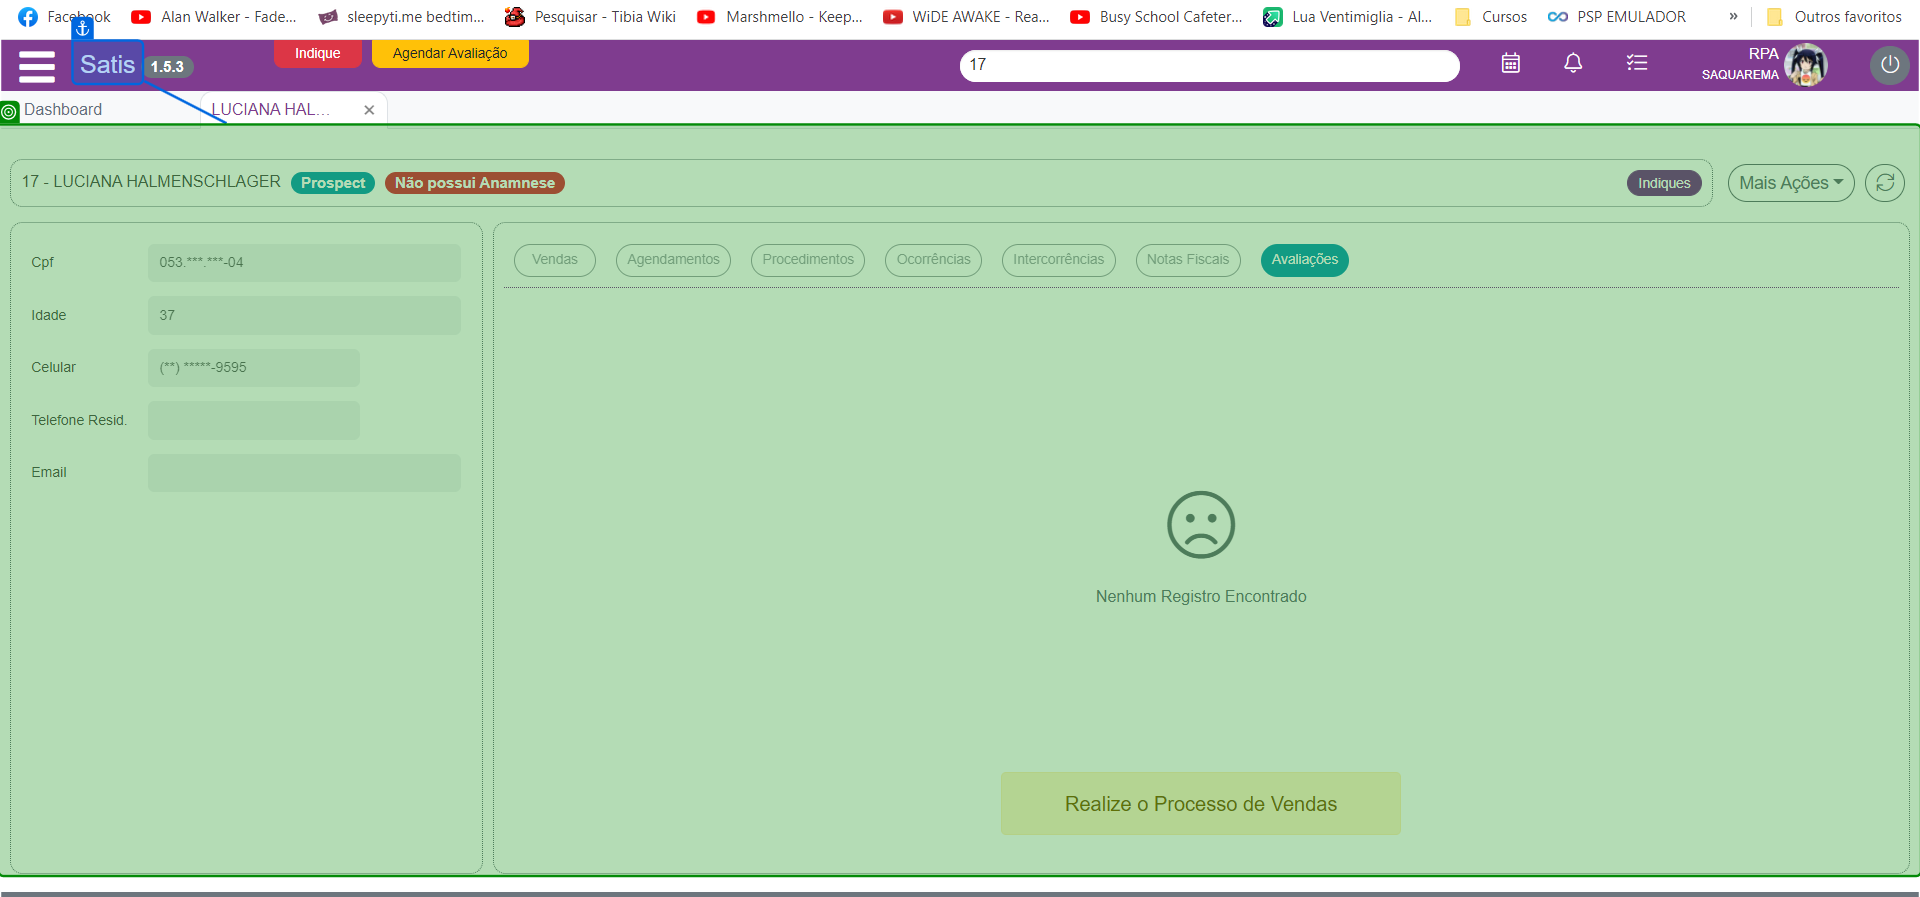 Facebook Alan Walker - Fade... sleepyti.me bedtim... Pesquisar - Tibia Wiki Marshmello - Keep... WiDE AWAKE - Rea... Busy School Cafeter... Lua Ventimiglia - Al... Cursos PSP EMULADOR » Outros favoritos
Satis 1.5.3 Indique Agendar Avaliação 17 RPA
SAQUAREMA
Dashboard LUCIANA HAL...
17 - LUCIANA HALMENSCHLAGER Prospect Não possui Anamnese Indiques Mais Ações
Vendas Agendamentos Procedimentos Ocorrências Intercorrências Notas Fiscais Avaliações
Cpf 053.***.***-04
Idade 37
Celular (**) *****-9595
Telefone Resid.
Email
Nenhum Registro Encontrado
Realize o Processo de Vendas